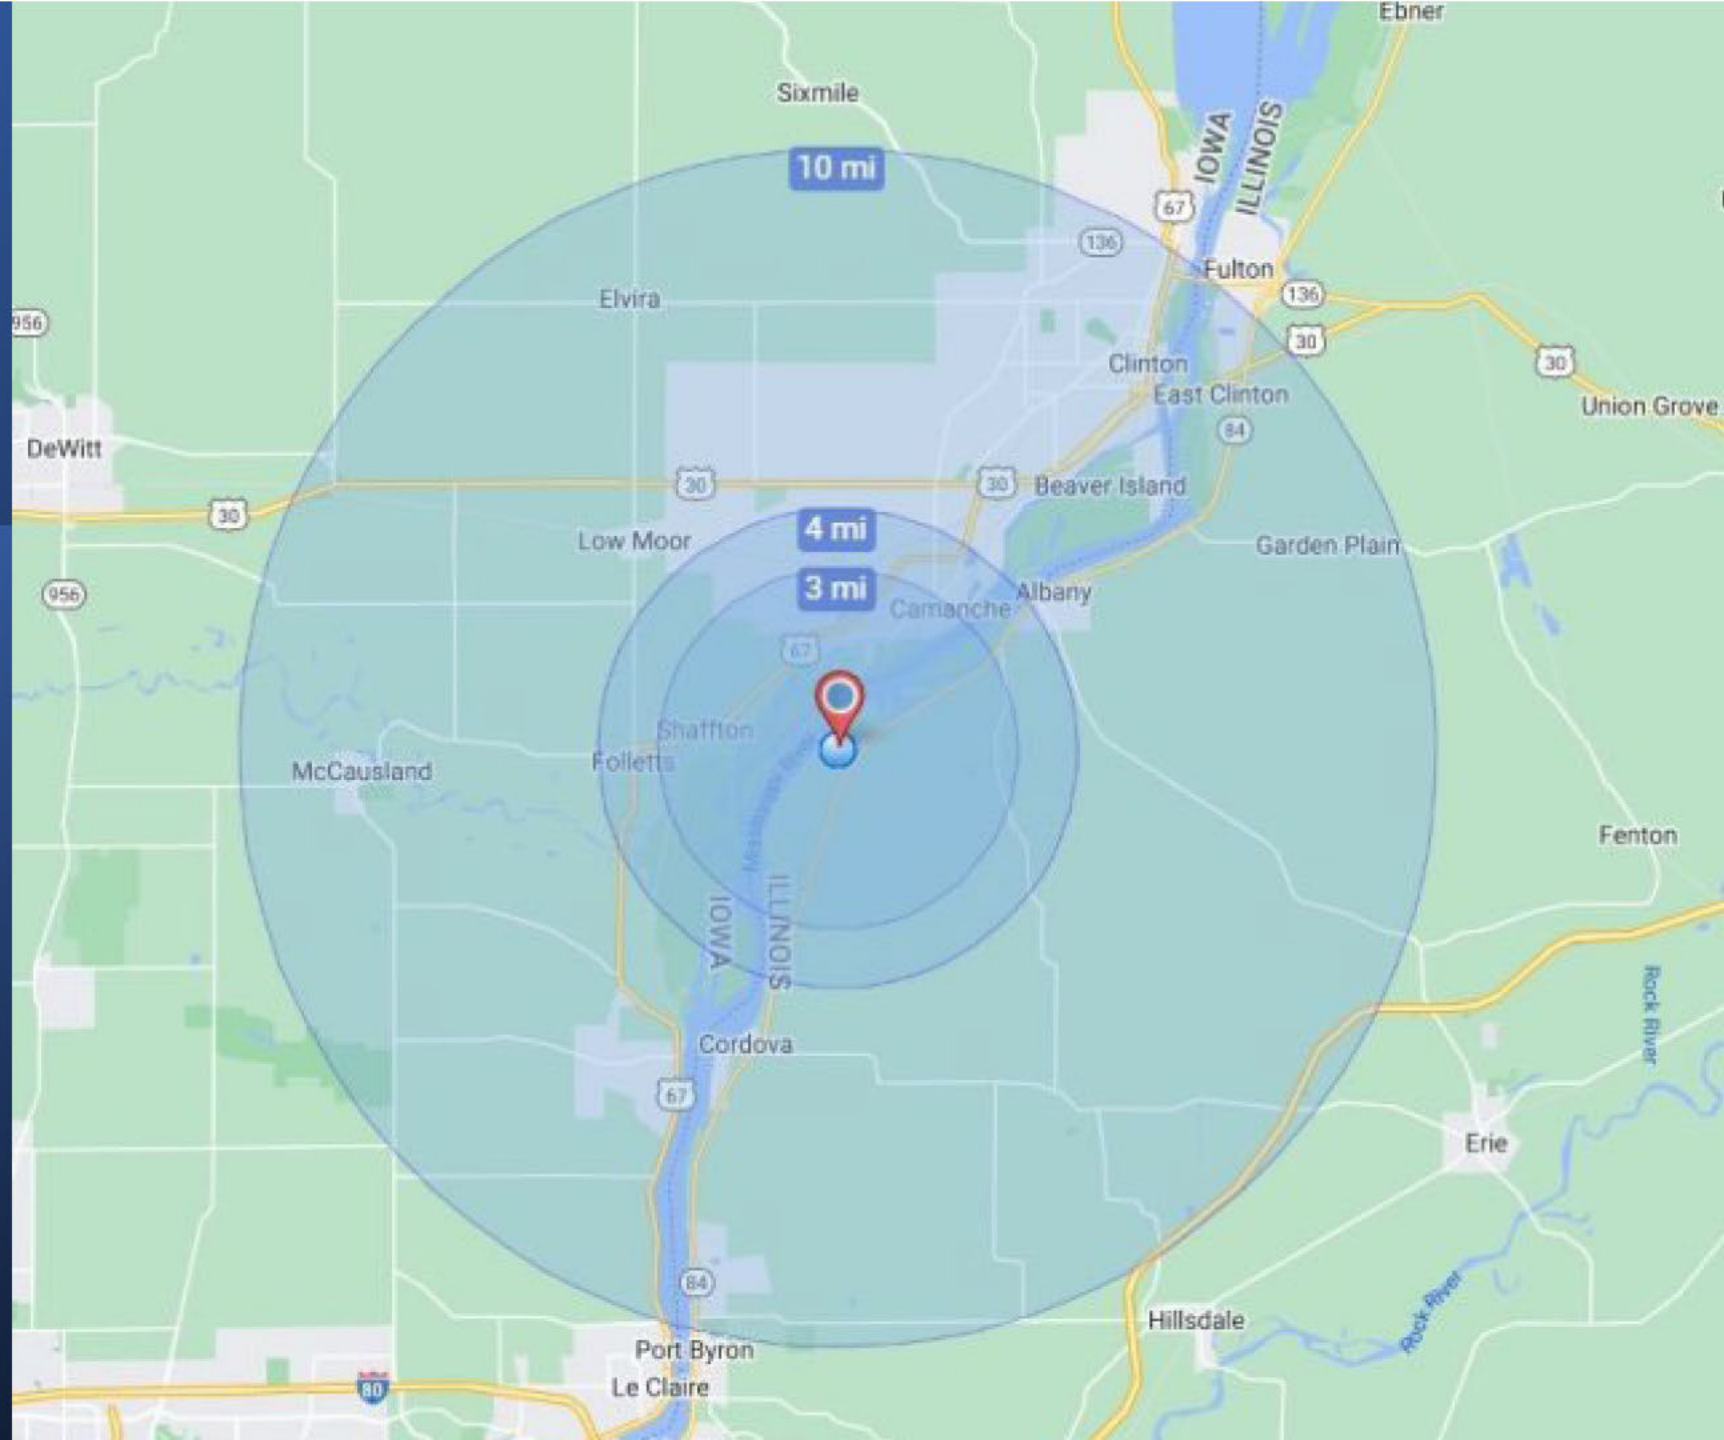 Ebner
Sixmile
IOWA
ILLINOIS
10 mi
67
136
Fulton
136
Elvira
956
30
Clinton
30
East Clinton
Union Grove
84
DeWitt
30
30
Beaver Island
30
4 mi
Low Moor
Garden Plain
3 mi
956
Albany
Camanche
67
Shaffton
Folletts
McCausland
Mississippi River
Fenton
ILLINOIS
IOWA
Rock River
Cordova
67
Erie
84
Rock River
Hillsdale
Port Byron
80
Le Claire